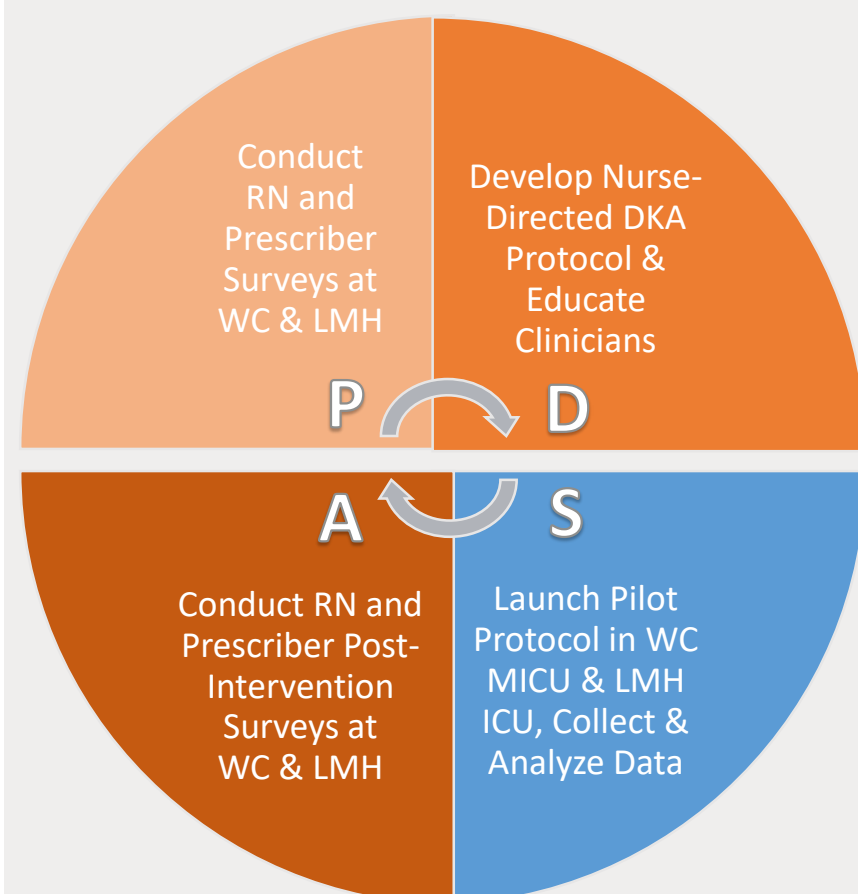 Conduct
RN and
Prescriber
Surveys at
WC & LMH
P
Develop Nurse-
Directed DKA
Protocol &
Educate
Clinicians
D
A
Conduct RN and
Prescriber Post-
Intervention
Surveys at
WC & LMH
S
Launch Pilot
Protocol in WC
MICU & LMH
ICU, Collect &
Analyze Data